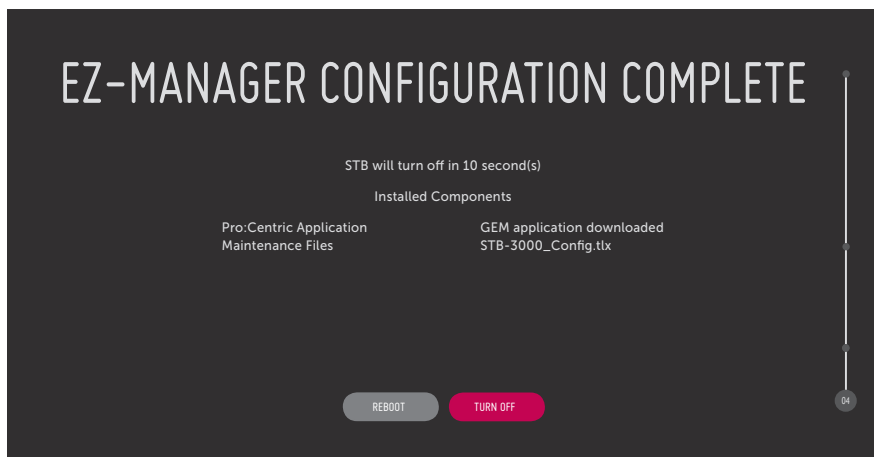 EZ-MANAGER CONFIGURATION COMPLETE
STB will turn off in 10 second(s)
Installed Components
Pro:Centric Application GEM application downloaded
Maintenance Files STB-3000_Config.tlx
REBOOT TURN OFF
04